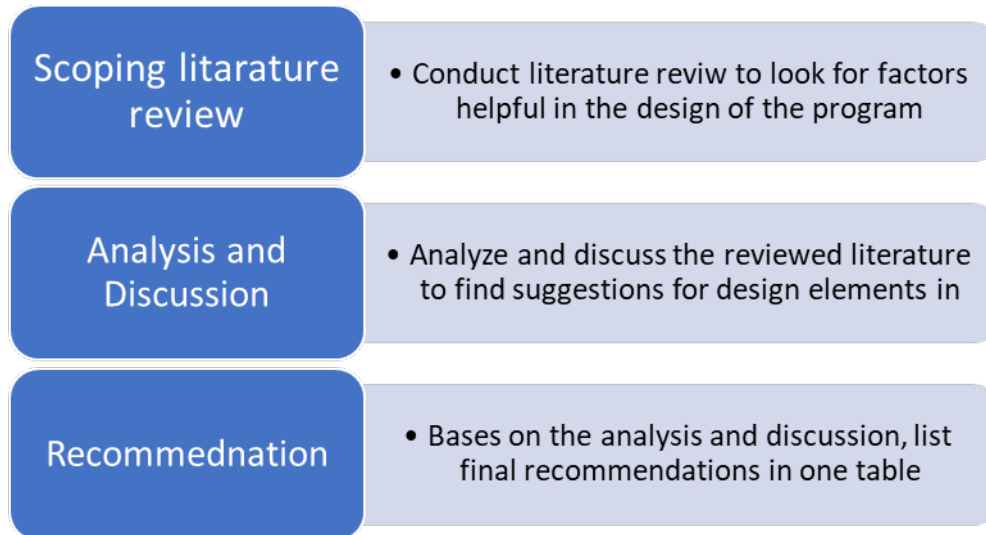 Scoping litarature
review
• Conduct literature reviw to look for factors
helpful in the design of the program
Analysis and
Discussion
• Analyze and discuss the reviewed literature
to find suggestions for design elements in
Recommednation
• Bases on the analysis and discussion, list
final recommendations in one table